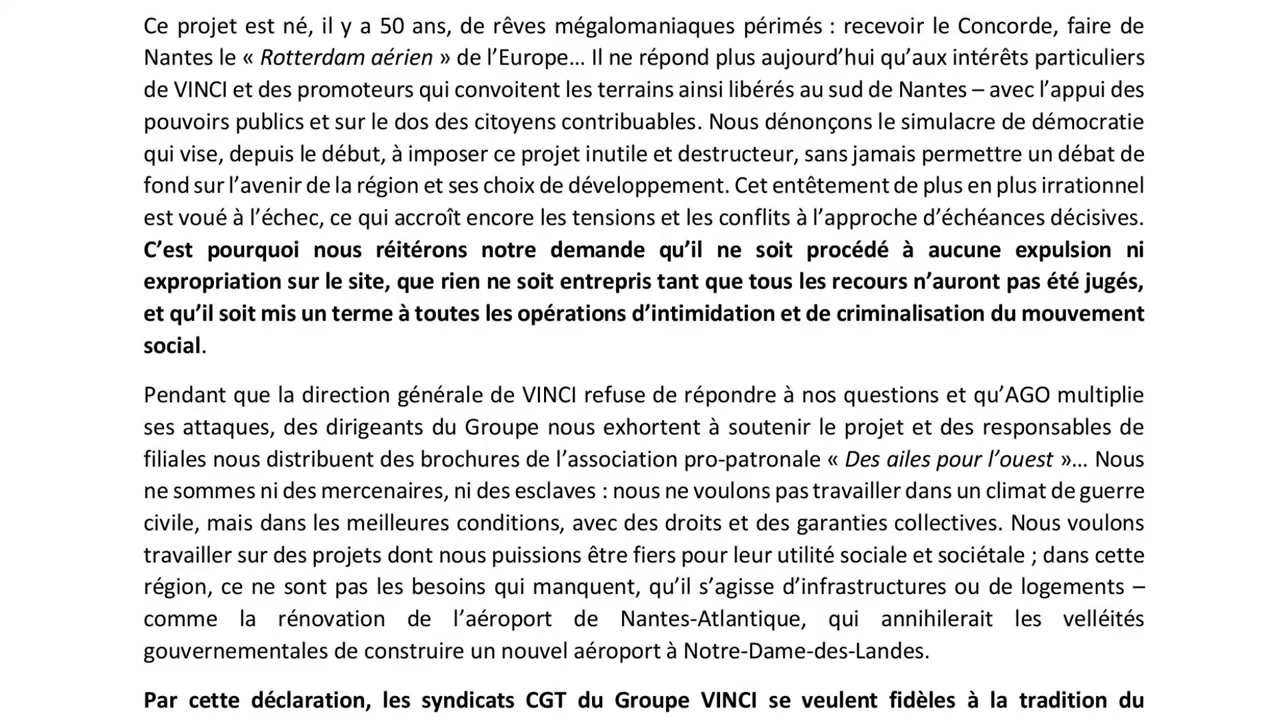 Ce projet est né, il y a 50 ans, de rêves mégalomaniaques périmés : recevoir le Concorde, faire de
Nantes le « Rotterdam aérien » de l’Europe… Il ne répond plus aujourd’hui qu’aux intérêts particuliers
de VINCI et des promoteurs qui convoitent les terrains ainsi libérés au sud de Nantes – avec l’appui des
pouvoirs publics et sur le dos des citoyens contribuables. Nous dénonçons le simulacre de démocratie
qui vise, depuis le début, à imposer ce projet inutile et destructeur, sans jamais permettre un débat de
fond sur l’avenir de la région et ses choix de développement. Cet entêtement de plus en plus irrationnel
est voué à l’échec, ce qui accroît encore les tensions et les conflits à l’approche d’échéances décisives.
C’est pourquoi nous réitérons notre demande qu’il ne soit procédé à aucune expulsion ni
expropriation sur le site, que rien ne soit entrepris tant que tous les recours n’auront pas été jugés,
et qu’il soit mis un terme à toutes les opérations d’intimidation et de criminalisation du mouvement
social.
Pendant que la direction générale de VINCI refuse de répondre à nos questions et qu’AGO multiplie
ses attaques, des dirigeants du Groupe nous exhortent à soutenir le projet et des responsables de
filiales nous distribuent des brochures de l’association pro-patronale « Des ailes pour l’ouest »… Nous
ne sommes ni des mercenaires, ni des esclaves : nous ne voulons pas travailler dans un climat de guerre
civile, mais dans les meilleures conditions, avec des droits et des garanties collectives. Nous voulons
travailler sur des projets dont nous puissions être fiers pour leur utilité sociale et sociétale ; dans cette
région, ce ne sont pas les besoins qui manquent, qu’il s’agisse d’infrastructures ou de logements –
comme la rénovation de l’aéroport de Nantes-Atlantique, qui annihilerait les velléités
gouvernementales de construire un nouvel aéroport à Notre-Dame-des-Landes.
Par cette déclaration, les syndicats CGT du Groupe VINCI se veulent fidèles à la tradition du